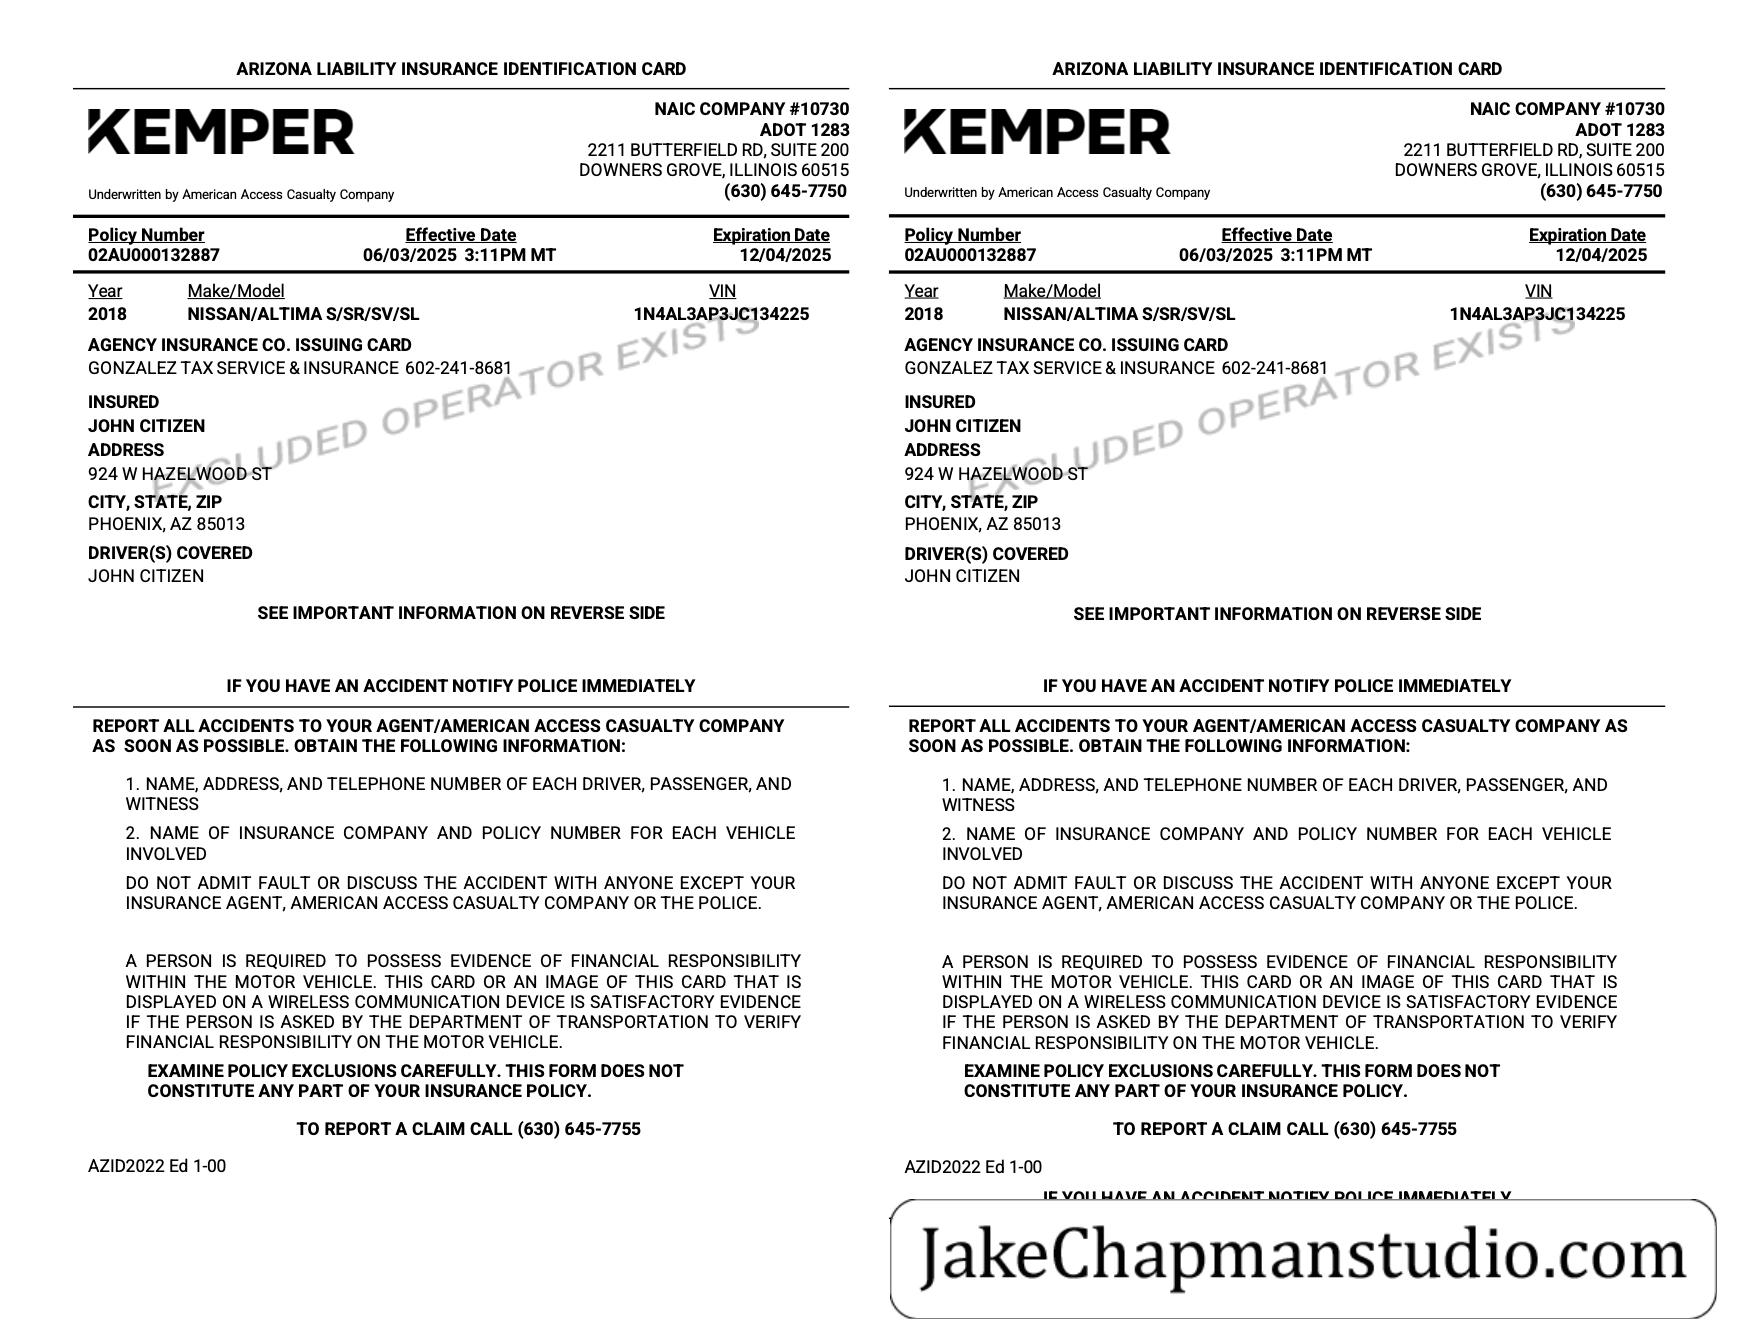 ARIZONA LIABILITY INSURANCE IDENTIFICATION CARD
KEMPER
NAIC COMPANY #10730
ADOT 1283
2211 BUTTERFIELD RD, SUITE 200
DOWNERS GROVE, ILLINOIS 60515
Underwritten by American Access Casualty Company
(630) 645-7750
Policy Number Effective Date Expiration Date
02AU000132887 06/03/2025 3:11PM MT 12/04/2025
Year Make/Model VIN
2018 NISSAN/ALTIMA S/SR/SV/SL 1N4AL3AP3JC134225
AGENCY INSURANCE CO. ISSUING CARD
GONZALEZ TAX SERVICE & INSURANCE 602-241-8681
EXCLUDED OPERATOR EXISTS
INSURED
JOHN CITIZEN
ADDRESS
924 W HAZELWOOD ST
CITY, STATE, ZIP
PHOENIX, AZ 85013
DRIVER(S) COVERED
JOHN CITIZEN
SEE IMPORTANT INFORMATION ON REVERSE SIDE
IF YOU HAVE AN ACCIDENT NOTIFY POLICE IMMEDIATELY
REPORT ALL ACCIDENTS TO YOUR AGENT/AMERICAN ACCESS CASUALTY COMPANY
AS SOON AS POSSIBLE. OBTAIN THE FOLLOWING INFORMATION:
1. NAME, ADDRESS, AND TELEPHONE NUMBER OF EACH DRIVER, PASSENGER, AND
WITNESS
2. NAME OF INSURANCE COMPANY AND POLICY NUMBER FOR EACH VEHICLE
INVOLVED
DO NOT ADMIT FAULT OR DISCUSS THE ACCIDENT WITH ANYONE EXCEPT YOUR
INSURANCE AGENT, AMERICAN ACCESS CASUALTY COMPANY OR THE POLICE.
A PERSON IS REQUIRED TO POSSESS EVIDENCE OF FINANCIAL RESPONSIBILITY
WITHIN THE MOTOR VEHICLE. THIS CARD OR AN IMAGE OF THIS CARD THAT IS
DISPLAYED ON A WIRELESS COMMUNICATION DEVICE IS SATISFACTORY EVIDENCE
IF THE PERSON IS ASKED BY THE DEPARTMENT OF TRANSPORTATION TO VERIFY
FINANCIAL RESPONSIBILITY ON THE MOTOR VEHICLE.
EXAMINE POLICY EXCLUSIONS CAREFULLY. THIS FORM DOES NOT
CONSTITUTE ANY PART OF YOUR INSURANCE POLICY.
TO REPORT A CLAIM CALL (630) 645-7755
AZID2022 Ed 1-00
ARIZONA LIABILITY INSURANCE IDENTIFICATION CARD
KEMPER
NAIC COMPANY #10730
ADOT 1283
2211 BUTTERFIELD RD, SUITE 200
DOWNERS GROVE, ILLINOIS 60515
Underwritten by American Access Casualty Company
(630) 645-7750
Policy Number Effective Date Expiration Date
02AU000132887 06/03/2025 3:11PM MT 12/04/2025
Year Make/Model VIN
2018 NISSAN/ALTIMA S/SR/SV/SL 1N4AL3AP3JC134225
AGENCY INSURANCE CO. ISSUING CARD
GONZALEZ TAX SERVICE & INSURANCE 602-241-8681
EXCLUDED OPERATOR EXISTS
INSURED
JOHN CITIZEN
ADDRESS
924 W HAZELWOOD ST
CITY, STATE, ZIP
PHOENIX, AZ 85013
DRIVER(S) COVERED
JOHN CITIZEN
SEE IMPORTANT INFORMATION ON REVERSE SIDE
IF YOU HAVE AN ACCIDENT NOTIFY POLICE IMMEDIATELY
REPORT ALL ACCIDENTS TO YOUR AGENT/AMERICAN ACCESS CASUALTY COMPANY AS
SOON AS POSSIBLE. OBTAIN THE FOLLOWING INFORMATION:
1. NAME, ADDRESS, AND TELEPHONE NUMBER OF EACH DRIVER, PASSENGER, AND
WITNESS
2. NAME OF INSURANCE COMPANY AND POLICY NUMBER FOR EACH VEHICLE
INVOLVED
DO NOT ADMIT FAULT OR DISCUSS THE ACCIDENT WITH ANYONE EXCEPT YOUR
INSURANCE AGENT, AMERICAN ACCESS CASUALTY COMPANY OR THE POLICE.
A PERSON IS REQUIRED TO POSSESS EVIDENCE OF FINANCIAL RESPONSIBILITY
WITHIN THE MOTOR VEHICLE. THIS CARD OR AN IMAGE OF THIS CARD THAT IS
DISPLAYED ON A WIRELESS COMMUNICATION DEVICE IS SATISFACTORY EVIDENCE
IF THE PERSON IS ASKED BY THE DEPARTMENT OF TRANSPORTATION TO VERIFY
FINANCIAL RESPONSIBILITY ON THE MOTOR VEHICLE.
EXAMINE POLICY EXCLUSIONS CAREFULLY. THIS FORM DOES NOT
CONSTITUTE ANY PART OF YOUR INSURANCE POLICY.
TO REPORT A CLAIM CALL (630) 645-7755
AZID2022 Ed 1-00
IF YOU HAVE AN ACCIDENT NOTIFY POLICE IMMEDIATELY
JakeChapmanstudio.com